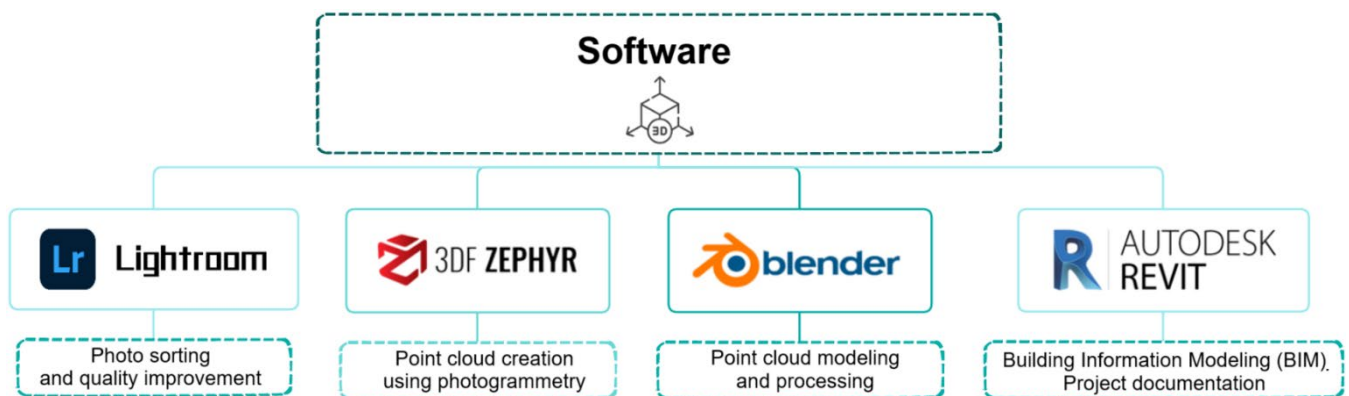 Software
3D
Lr Lightroom
3DF ZEPHYR
blender
AUTODESK
REVIT
Photo sorting
and quality improvement
Point cloud creation
using photogrammetry
Point cloud modeling
and processing
Building Information Modeling (BIM).
Project documentation